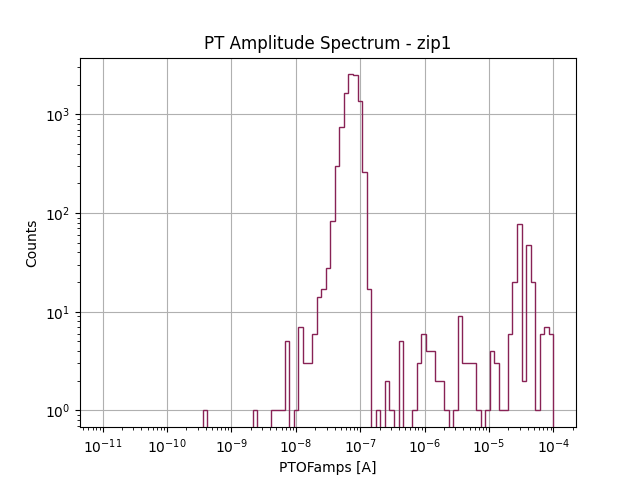 PT Amplitude Spectrum - zip1
Counts
10³
10²
10¹
10⁰
10⁻¹¹ 10⁻¹⁰ 10⁻⁹ 10⁻⁸ 10⁻⁷ 10⁻⁶ 10⁻⁵ 10⁻⁴
PTOFamps [A]